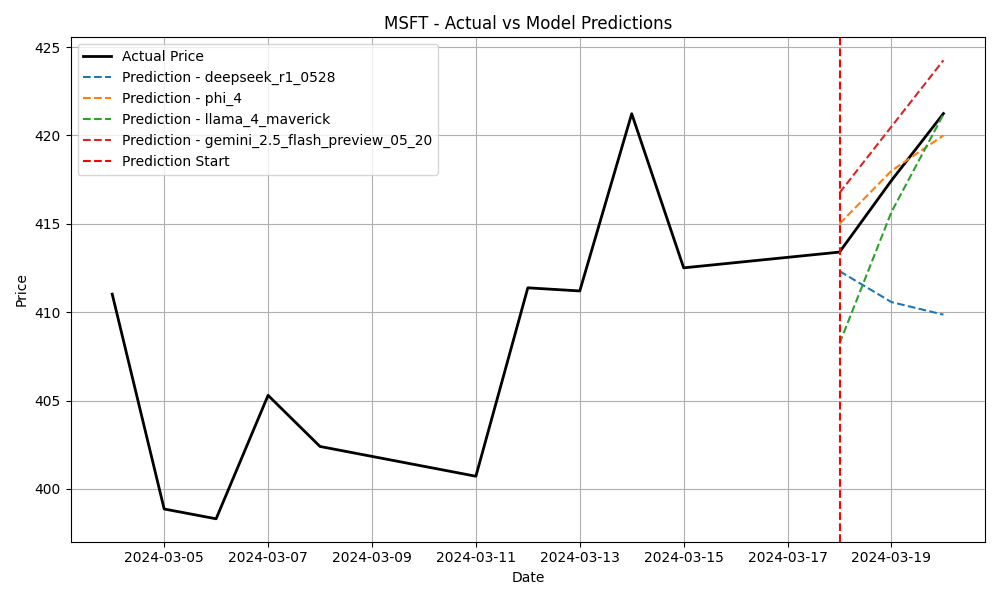 MSFT - Actual vs Model Predictions
Actual Price
Prediction - deepseek_r1_0528
Prediction - phi_4
Prediction - llama_4_maverick
Prediction - gemini_2.5_flash_preview_05_20
Prediction Start
Price
425
420
415
410
405
400
2024-03-05
2024-03-07
2024-03-09
2024-03-11
2024-03-13
2024-03-15
2024-03-17
2024-03-19
Date